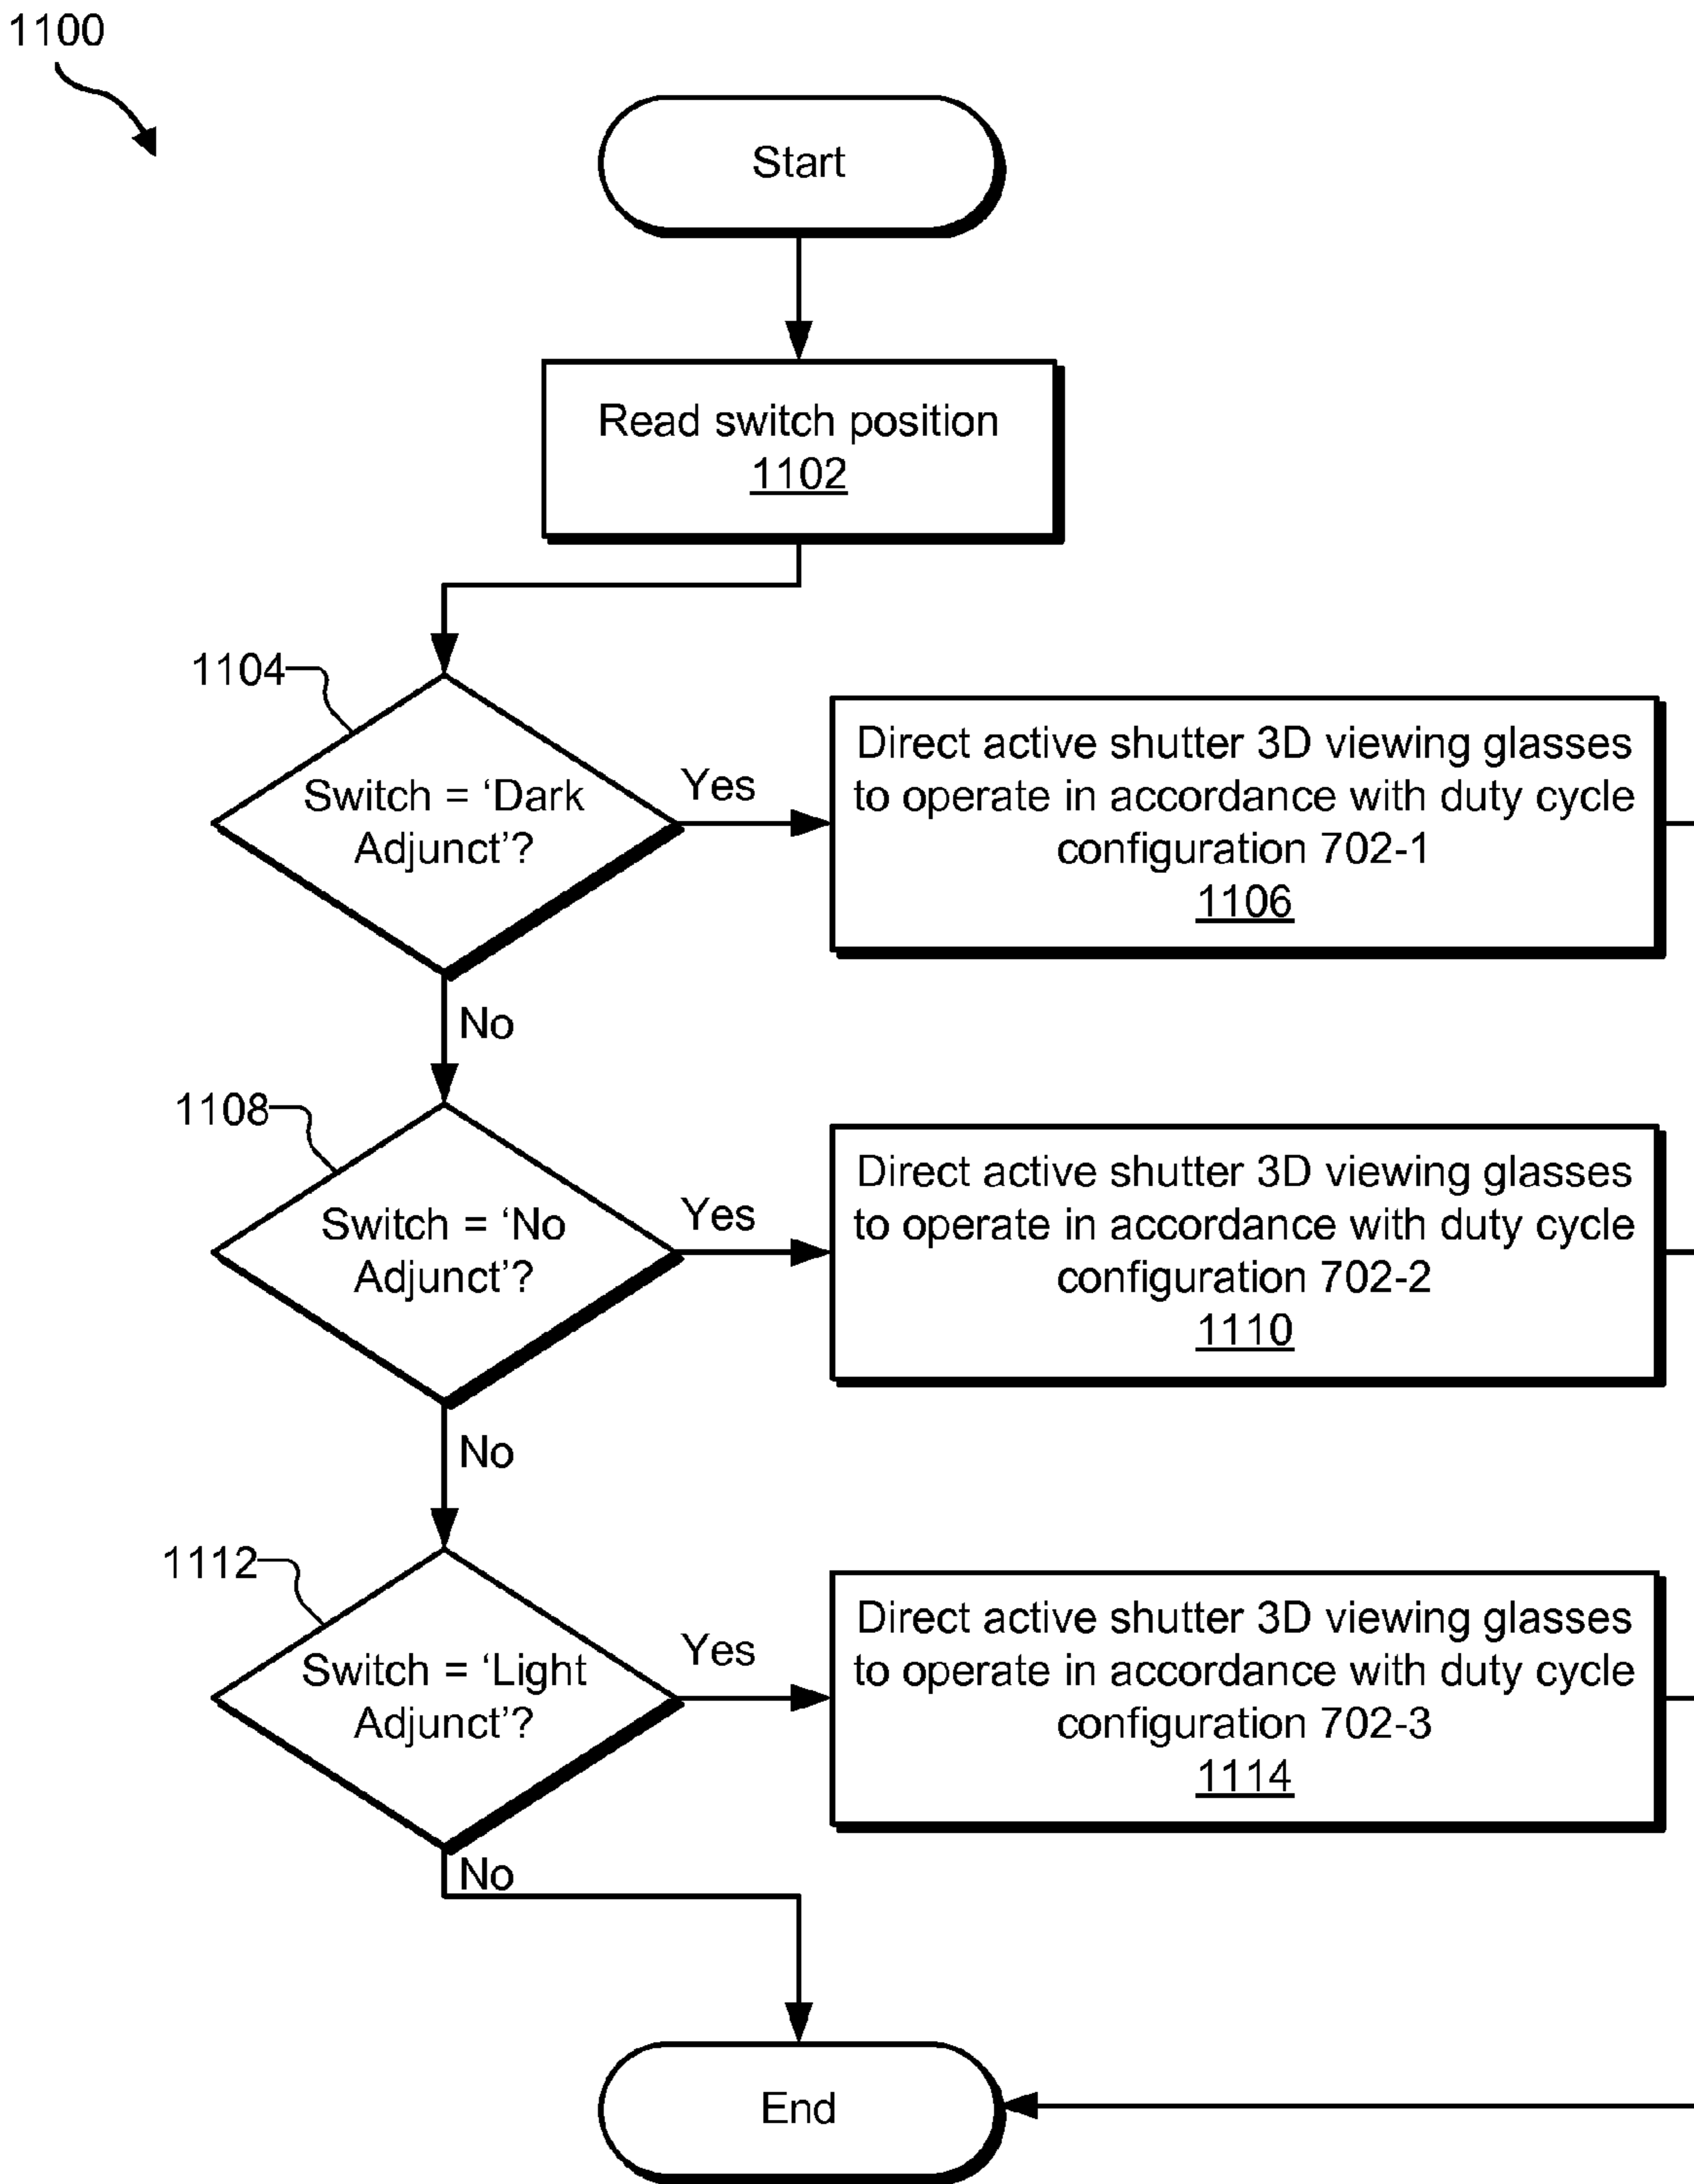 1100
Start
Read switch position
1102
1104
Switch = ‘Dark
Adjunct’?
Yes
Direct active shutter 3D viewing glasses
to operate in accordance with duty cycle
configuration 702-1
1106
No
1108
Switch = ‘No
Adjunct’?
Yes
Direct active shutter 3D viewing glasses
to operate in accordance with duty cycle
configuration 702-2
1110
No
1112
Switch = ‘Light
Adjunct’?
Yes
Direct active shutter 3D viewing glasses
to operate in accordance with duty cycle
configuration 702-3
1114
No
End